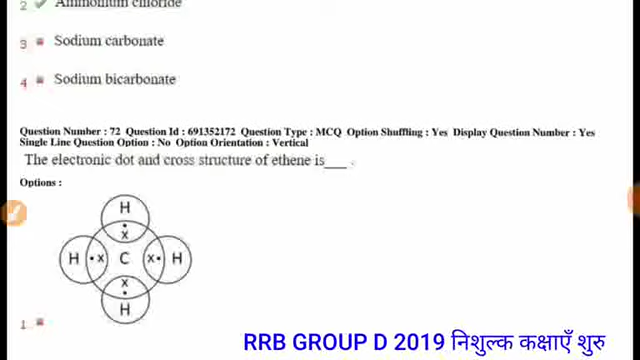 2 Ammonium chloride
3 Sodium carbonate
4 Sodium bicarbonate
Question Number : 72 Question Id : 691352172 Question Type : MCQ Option Shuffling : Yes Display Question Number : Yes
Single Line Question Option : No Option Orientation : Vertical
The electronic dot and cross structure of ethene is___ .
Options :
H
x
H •x C x• H
x
H
1
RRB GROUP D 2019 निशुल्क कक्षाएँ शुरु